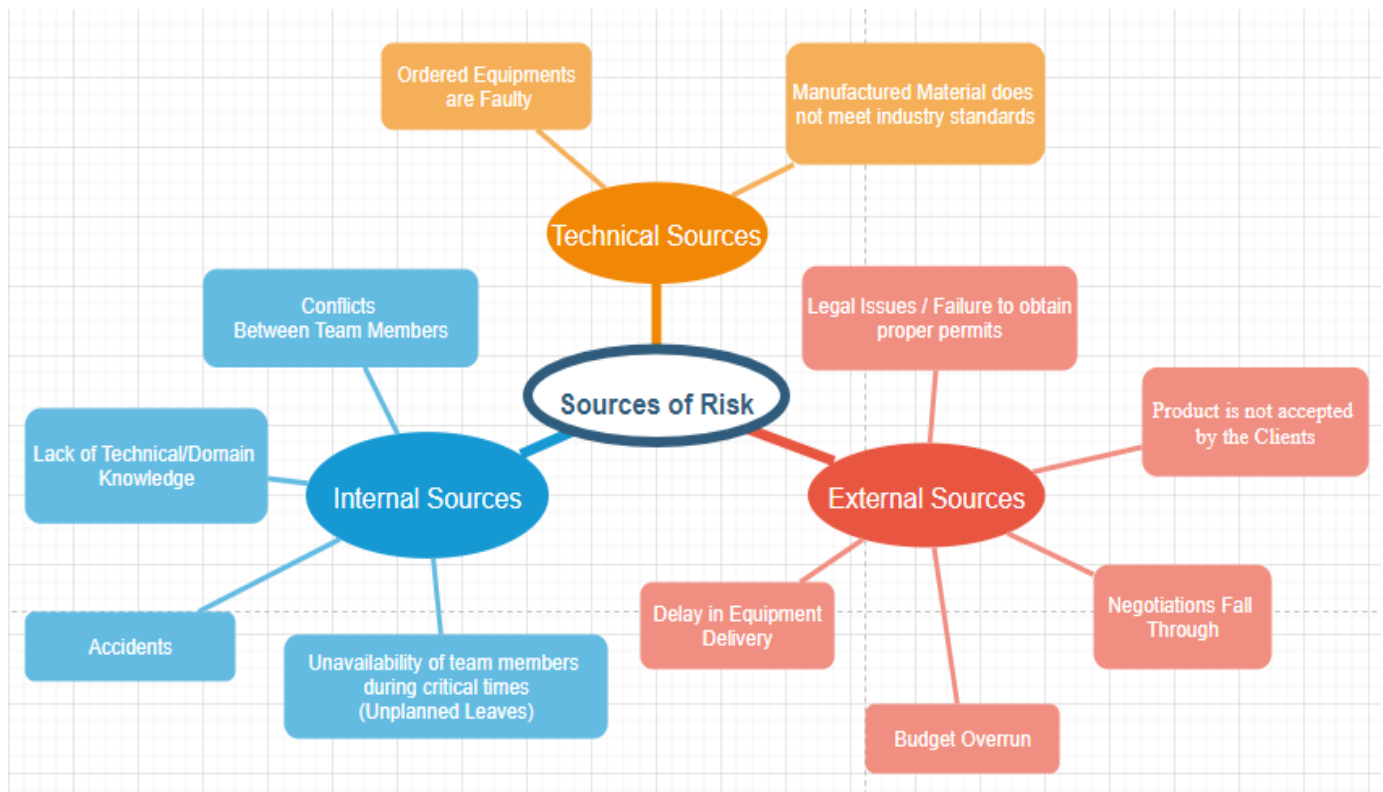 Ordered Equipments
are Faulty
Manufactured Material does
not meet industry standards
Technical Sources
Conflicts
Between Team Members
Legal Issues / Failure to obtain
proper permits
Sources of Risk
Product is not accepted
by the Clients
Lack of Technical/Domain
Knowledge
Internal Sources
External Sources
Delay in Equipment
Delivery
Negotiations Fall
Through
Accidents
Unavailability of team members
during critical times
(Unplanned Leaves)
Budget Overrun